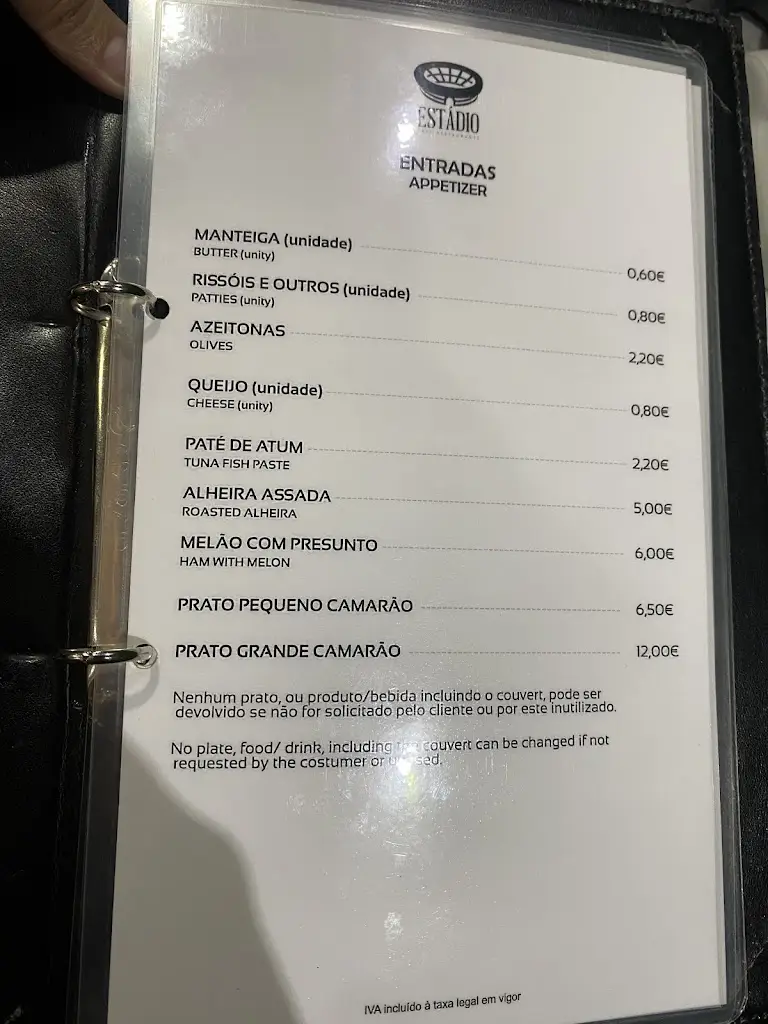 ESTÁDIO
ENTRADAS
APPETIZER
MANTEIGA (unidade) 0,60€
BUTTER (unity)
RISSÓIS E OUTROS (unidade) 0,80€
PATTIES (unity)
AZEITONAS 2,20€
OLIVES
QUEIJO (unidade) 0,80€
CHEESE (unity)
PATÉ DE ATUM 2,20€
TUNA FISH PASTE
ALHEIRA ASSADA 5,00€
ROASTED ALHEIRA
MELÃO COM PRESUNTO 6,00€
HAM WITH MELON
PRATO PEQUENO CAMARÃO 6,50€
PRATO GRANDE CAMARÃO 12,00€
Nenhum prato, ou produto/bebida incluindo o couvert, pode ser
devolvido se não for solicitado pelo cliente ou por este inutilizado.
No plate, food/ drink, including the couvert can be changed if not
requested by the costumer or
IVA incluído à taxa legal em vigor